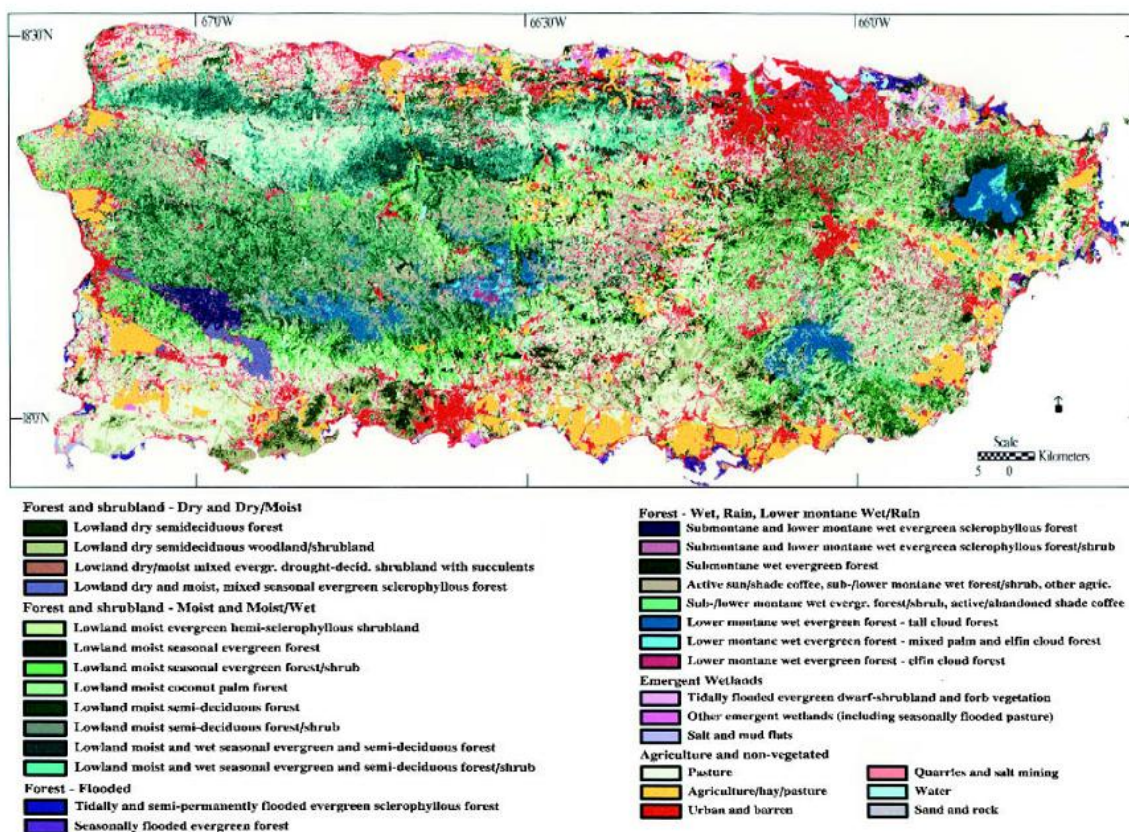 67°0'W
66°30'W
66°0'W
18°30'N
18°0'N
Scale
5 0 Kilometers
Forest and shrubland - Dry and Dry/Moist
Lowland dry semideciduous forest
Lowland dry semideciduous woodland/shrubland
Lowland dry/moist mixed evergr. drought-decid. shrubland with succulents
Lowland dry and moist, mixed seasonal evergreen sclerophyllous forest
Forest and shrubland - Moist and Moist/Wet
Lowland moist evergreen hemi-sclerophyllous shrubland
Lowland moist seasonal evergreen forest
Lowland moist seasonal evergreen forest/shrub
Lowland moist coconut palm forest
Lowland moist semi-deciduous forest
Lowland moist semi-deciduous forest/shrub
Lowland moist and wet seasonal evergreen and semi-deciduous forest
Lowland moist and wet seasonal evergreen and semi-deciduous forest/shrub
Forest - Flooded
Tidally and semi-permanently flooded evergreen sclerophyllous forest
Seasonally flooded evergreen forest
Forest - Wet, Rain, Lower montane Wet/Rain
Submontane and lower montane wet evergreen sclerophyllous forest
Submontane and lower montane wet evergreen sclerophyllous forest/shrub
Submontane wet evergreen forest
Active sun/shade coffee, sub-/lower montane wet forest/shrub, other agric.
Sub-/lower montane wet evergr. forest/shrub, active/abandoned shade coffee
Lower montane wet evergreen forest - tall cloud forest
Lower montane wet evergreen forest - mixed palm and elfin cloud forest
Lower montane wet evergreen forest - elfin cloud forest
Emergent Wetlands
Tidally flooded evergreen dwarf-shrubland and forb vegetation
Other emergent wetlands (including seasonally flooded pasture)
Salt and mud flats
Agriculture and non-vegetated
Pasture
Agriculture/hay/pasture
Urban and barren
Quarries and salt mining
Water
Sand and rock